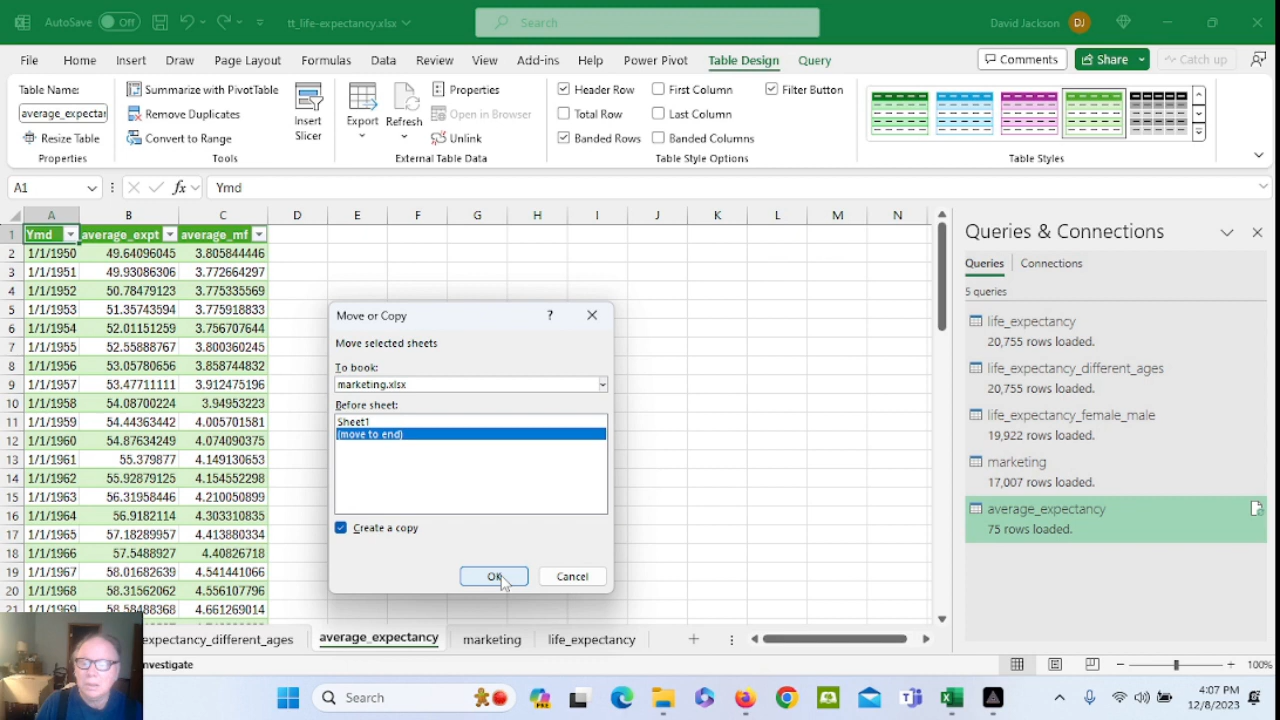 AutoSave Off tt_life-expectancy.xlsx Search David Jackson DJ
File Home Insert Draw Page Layout Formulas Data Review View Add-ins Help Power Pivot Table Design Query Comments Share Catch up
Table Name:
average_expectar
Resize Table
Properties
Summarize with PivotTable
Remove Duplicates
Convert to Range
Tools
Insert
Slicer
Export
Refresh
Properties
Open in Browser
Unlink
External Table Data
Header Row First Column Filter Button
Total Row Last Column
Banded Rows Banded Columns
Table Style Options
Table Styles
A1 fx Ymd
A B C D E F G H I J K L M N
1 Ymd average_expt average_mf
2 1/1/1950 49.64096045 3.805844446
3 1/1/1951 49.93086306 3.772664297
4 1/1/1952 50.78479123 3.775335569
5 1/1/1953 51.35743594 3.775918833
6 1/1/1954 52.01151259 3.756707644
7 1/1/1955 52.55888767 3.800360245
8 1/1/1956 53.05780656 3.858744832
9 1/1/1957 53.47711111 3.912475196
10 1/1/1958 54.08700224 3.94953223
11 1/1/1959 54.44363442 4.005701581
12 1/1/1960 54.87634249 4.074090375
13 1/1/1961 55.379877 4.149130653
14 1/1/1962 55.92879125 4.154552298
15 1/1/1963 56.31958446 4.210050899
16 1/1/1964 56.9182114 4.303310835
17 1/1/1965 57.18289957 4.413880334
18 1/1/1966 57.5488927 4.40826718
19 1/1/1967 58.01682639 4.541441066
20 1/1/1968 58.31562062 4.556107796
21 1/1/1969 58.58488368 4.661269014
Move or Copy ?
Move selected sheets
To book:
marketing.xlsx
Before sheet:
Sheet1
(move to end)
Create a copy
OK Cancel
Queries & Connections
Queries Connections
5 queries
life_expectancy
20,755 rows loaded.
life_expectancy_different_ages
20,755 rows loaded.
life_expectancy_female_male
19,922 rows loaded.
marketing
17,007 rows loaded.
average_expectancy
75 rows loaded.
expectancy_different_ages average_expectancy marketing life_expectancy
investigate 100%
Search
4:07 PM
12/8/2023